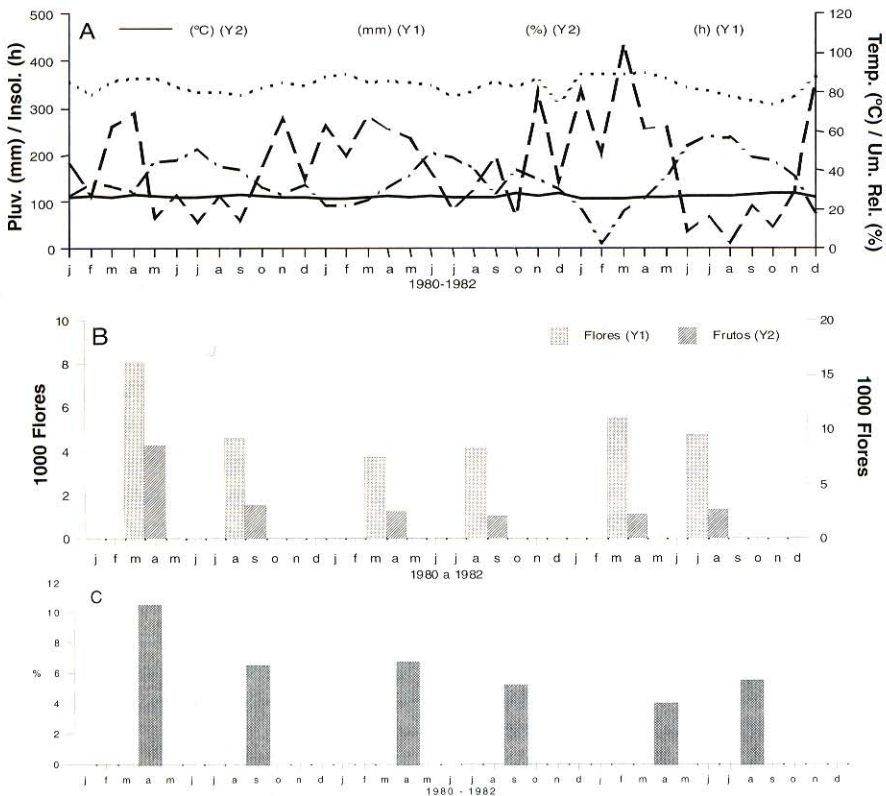 A (ºC) (Y2) (mm) (Y1) (%) (Y2) (h) (Y1)
Pluv. (mm) / Insol. (h)
500
400
300
200
100
0
Temp. (ºC) / Um. Rel. (%)
120
100
80
60
40
20
0
j f m a m j j a s o n d j f m a m j j a s o n d j f m a m j j a s o n d
1980-1982
B Flores (Y1) Frutos (Y2)
1000 Flores
10
8
6
4
2
0
1000 Flores
20
15
10
5
0
j f m a m j j a s o n d j f m a m j j a s o n d j f m a m j j a s o n d
1980 a 1982
C
%
12
10
8
6
4
2
0
j f m a m j j a s o n d j f m a m j j a s o n d j f m a m j j a s o n d
1980 - 1982